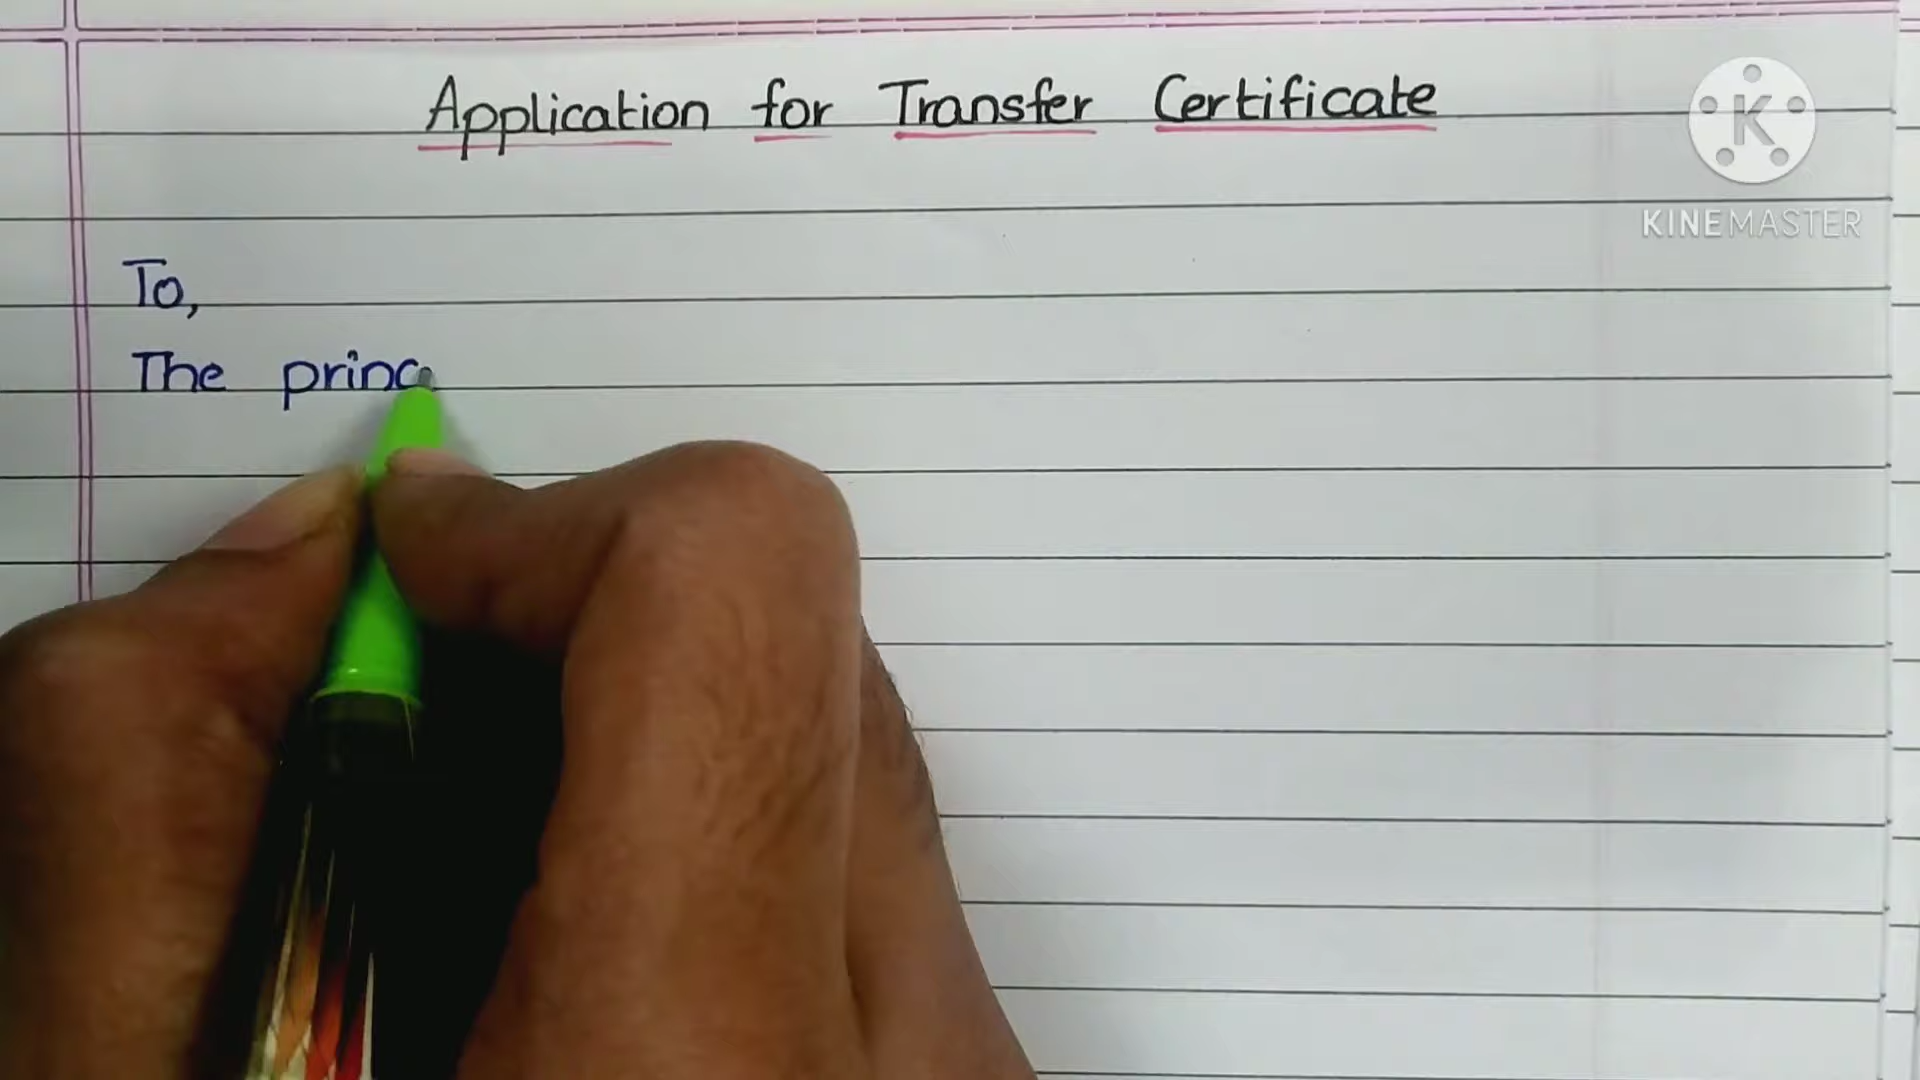 Application for Transfer Certificate
KINEMASTER
To,
The princ